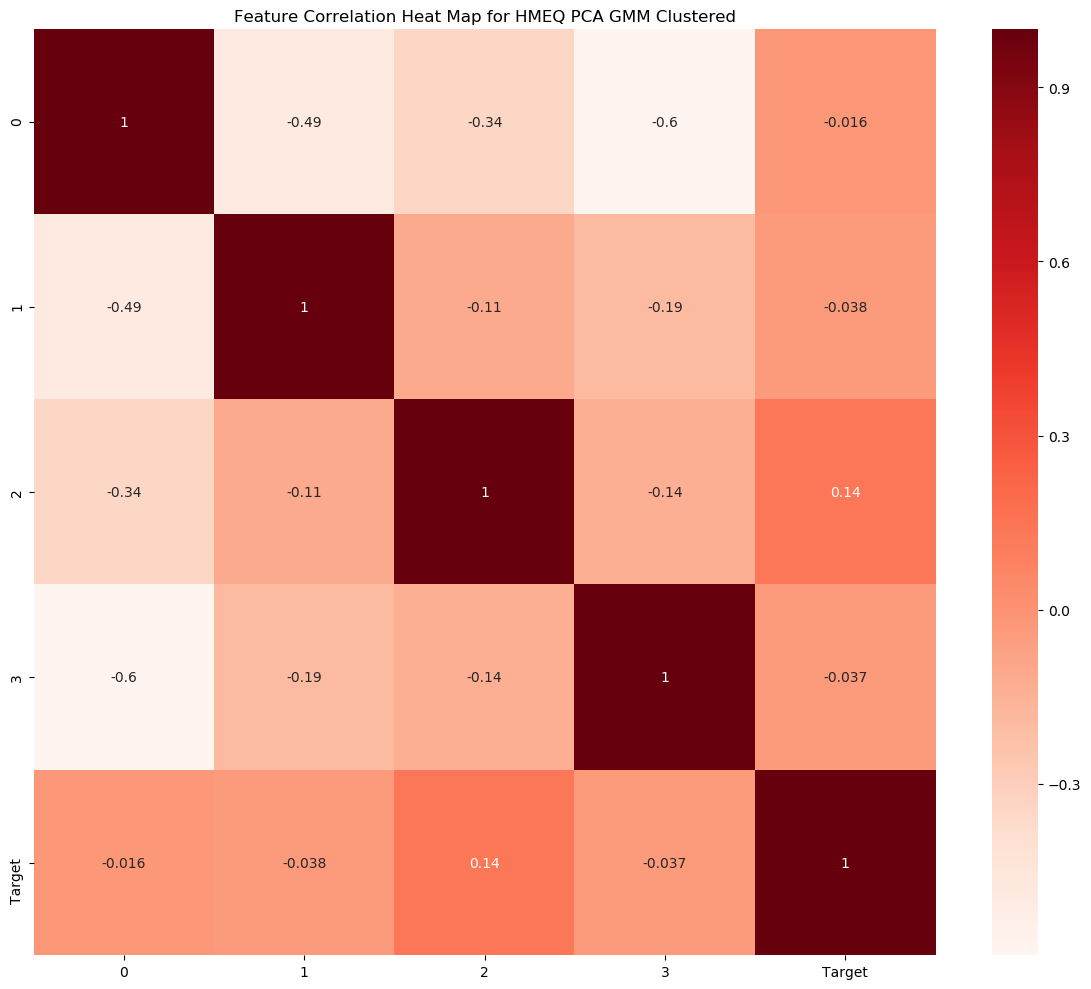 Feature Correlation Heat Map for HMEQ PCA GMM Clustered
0 1 -0.49 -0.34 -0.6 -0.016
1 -0.49 1 -0.11 -0.19 -0.038
2 -0.34 -0.11 1 -0.14 0.14
3 -0.6 -0.19 -0.14 1 -0.037
Target -0.016 -0.038 0.14 -0.037 1
0 1 2 3 Target
0.9
0.6
0.3
0.0
−0.3